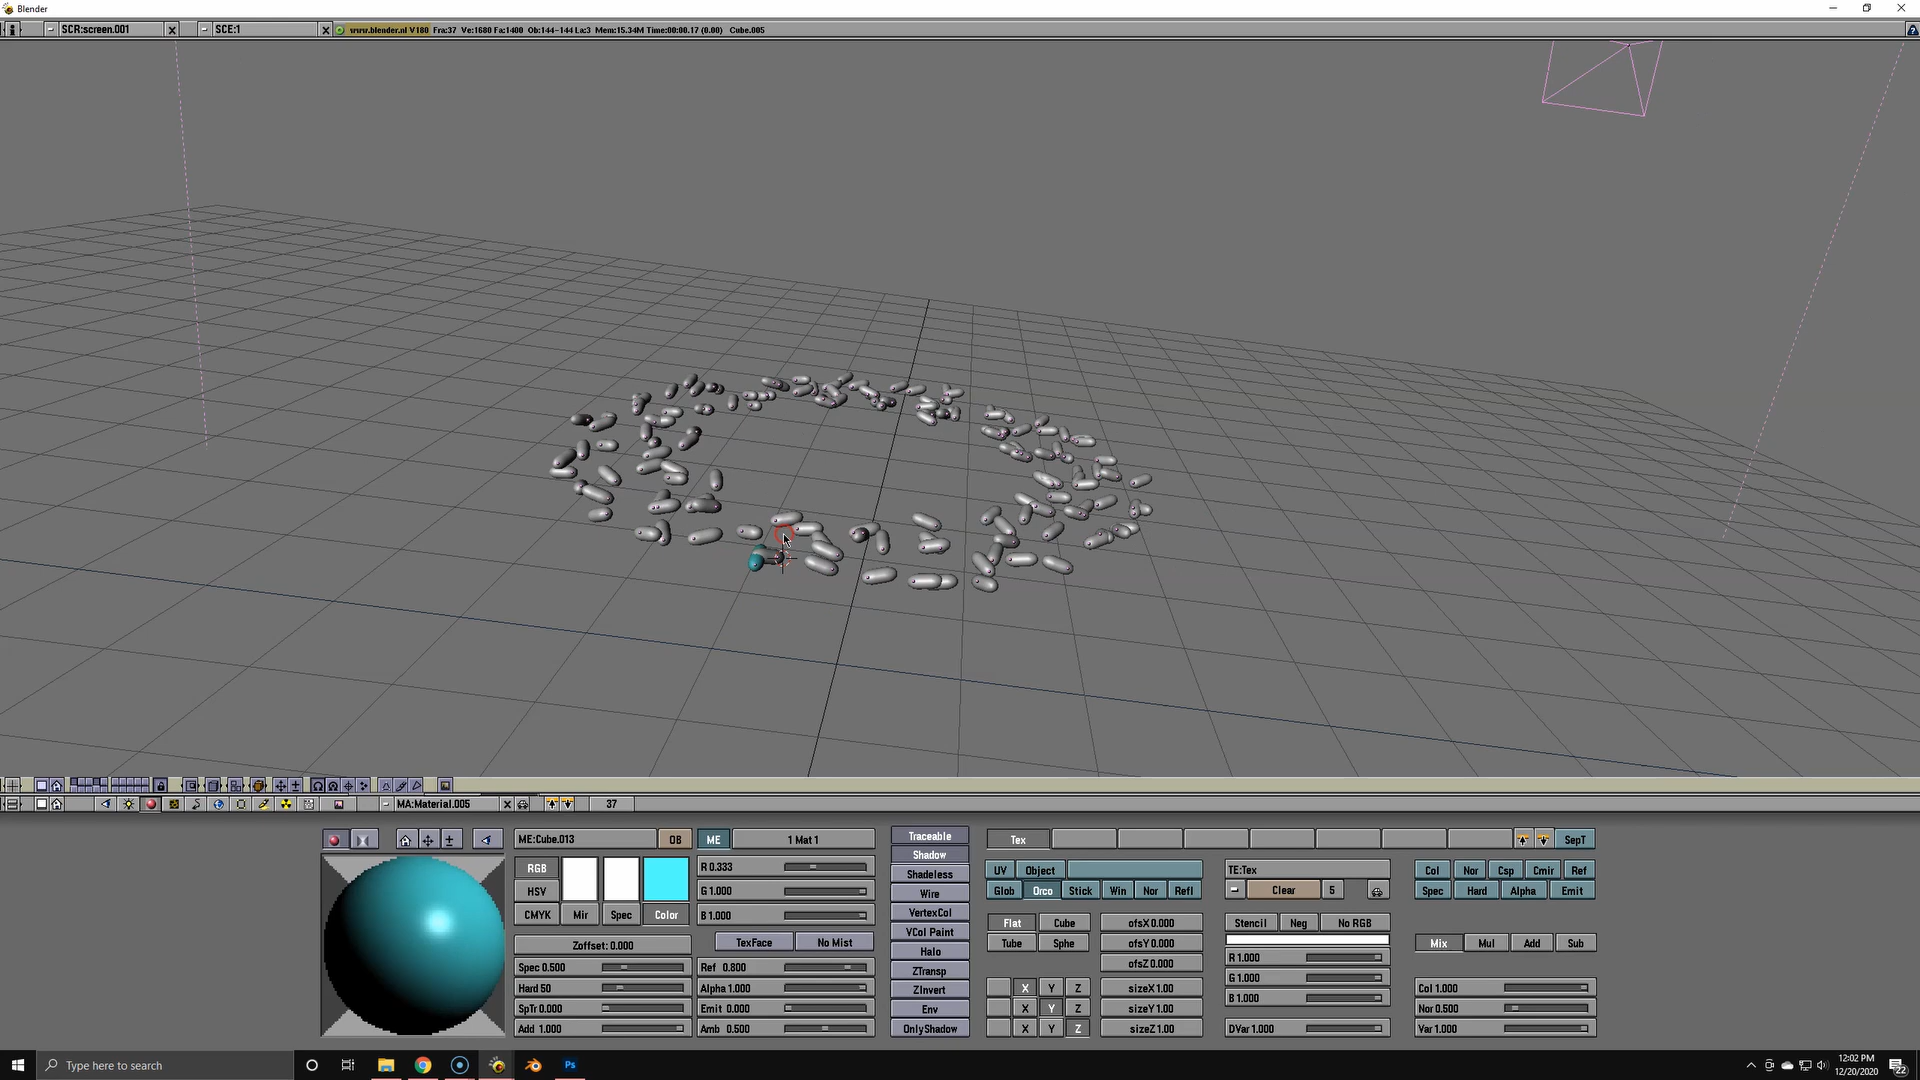 Blender
SCR:screen.001 SCE:1 www.blender.nl V180 Fra:37 Ve:1680 Fa:1400 Ob:144-144 La:3 Mem:15.34M Time:00:00.17 (0.00) Cube.005
MA:Material.005 37
ME:Cube.013 OB ME 1 Mat 1 Traceable Tex SepT
RGB R 0.333 Shadow UV Object TE:Tex Col Nor Csp Cmir Ref
HSV G 1.000 Shadeless Glob Orco Stick Win Nor Refl Clear 5 Spec Hard Alpha Emit
CMYK Mir Spec Color B 1.000 Wire
VertexCol Flat Cube ofsX 0.000 Stencil Neg No RGB
Zoffset: 0.000 TexFace No Mist VCol Paint Tube Sphe ofsY 0.000 Mix Mul Add Sub
Spec 0.500 Ref 0.800 Halo ofsZ 0.000 R 1.000
Hard 50 Alpha 1.000 ZTransp X Y Z sizeX 1.00 G 1.000 Col 1.000
SpTr 0.000 Emit 0.000 ZInvert X Y Z sizeY 1.00 B 1.000 Nor 0.500
Add 1.000 Amb 0.500 Env X Y Z sizeZ 1.00 DVar 1.000 Var 1.000
OnlyShadow
Type here to search Ps 12:02 PM
12/20/2020 22